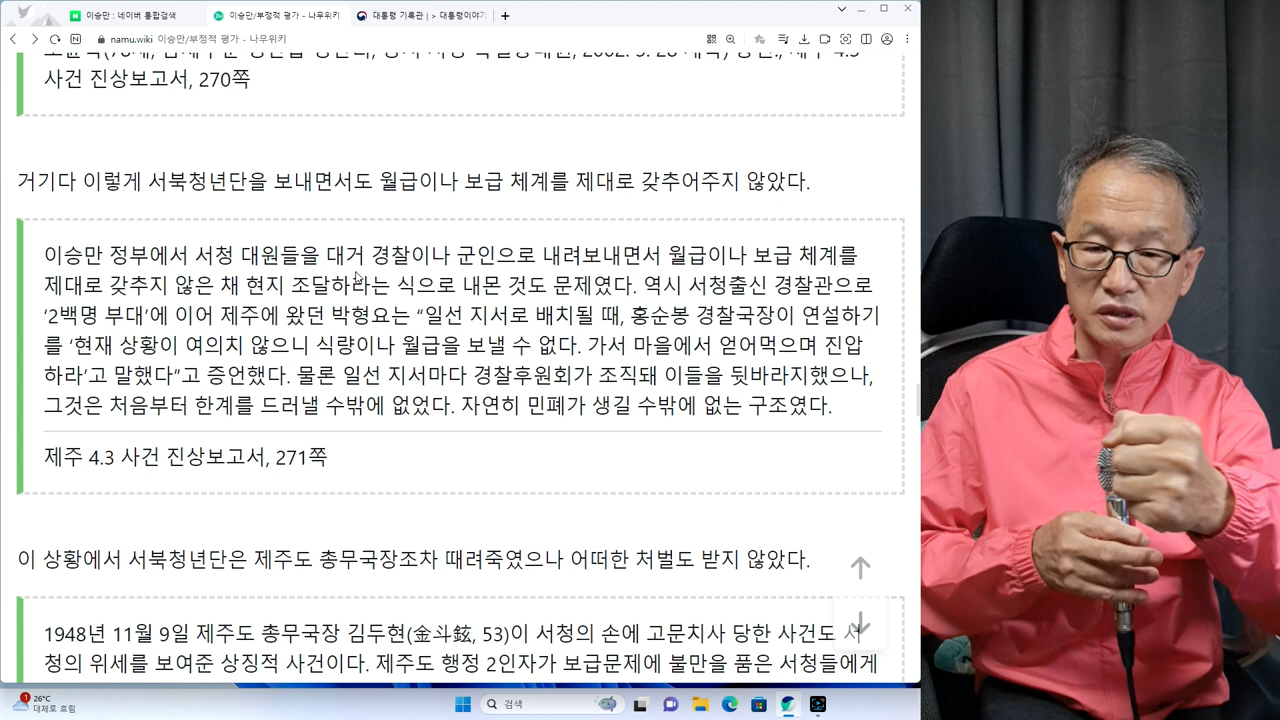 이승만 : 네이버 통합검색
이승만/부정적 평가 - 나무위키
대통령 기록관 | > 대통령이야기
namu.wiki 이승만/부정적 평가 - 나무위키
사건 진상보고서, 270쪽
거기다 이렇게 서북청년단을 보내면서도 월급이나 보급 체계를 제대로 갖추어주지 않았다.
이승만 정부에서 서청 대원들을 대거 경찰이나 군인으로 내려보내면서 월급이나 보급 체계를
제대로 갖추지 않은 채 현지 조달하라는 식으로 내몬 것도 문제였다. 역시 서청출신 경찰관으로
‘2백명 부대’에 이어 제주에 왔던 박형요는 “일선 지서로 배치될 때, 홍순봉 경찰국장이 연설하기
를 ‘현재 상황이 여의치 않으니 식량이나 월급을 보낼 수 없다. 가서 마을에서 얻어먹으며 진압
하라’고 말했다”고 증언했다. 물론 일선 지서마다 경찰후원회가 조직돼 이들을 뒷바라지했으나,
그것은 처음부터 한계를 드러낼 수밖에 없었다. 자연히 민폐가 생길 수밖에 없는 구조였다.
제주 4.3 사건 진상보고서, 271쪽
이 상황에서 서북청년단은 제주도 총무국장조차 때려죽였으나 어떠한 처벌도 받지 않았다.
1948년 11월 9일 제주도 총무국장 김두현(金斗鉉, 53)이 서청의 손에 고문치사 당한 사건도 서
청의 위세를 보여준 상징적 사건이다. 제주도 행정 2인자가 보급문제에 불만을 품은 서청들에게
1
26°C
대체로 흐림
검색